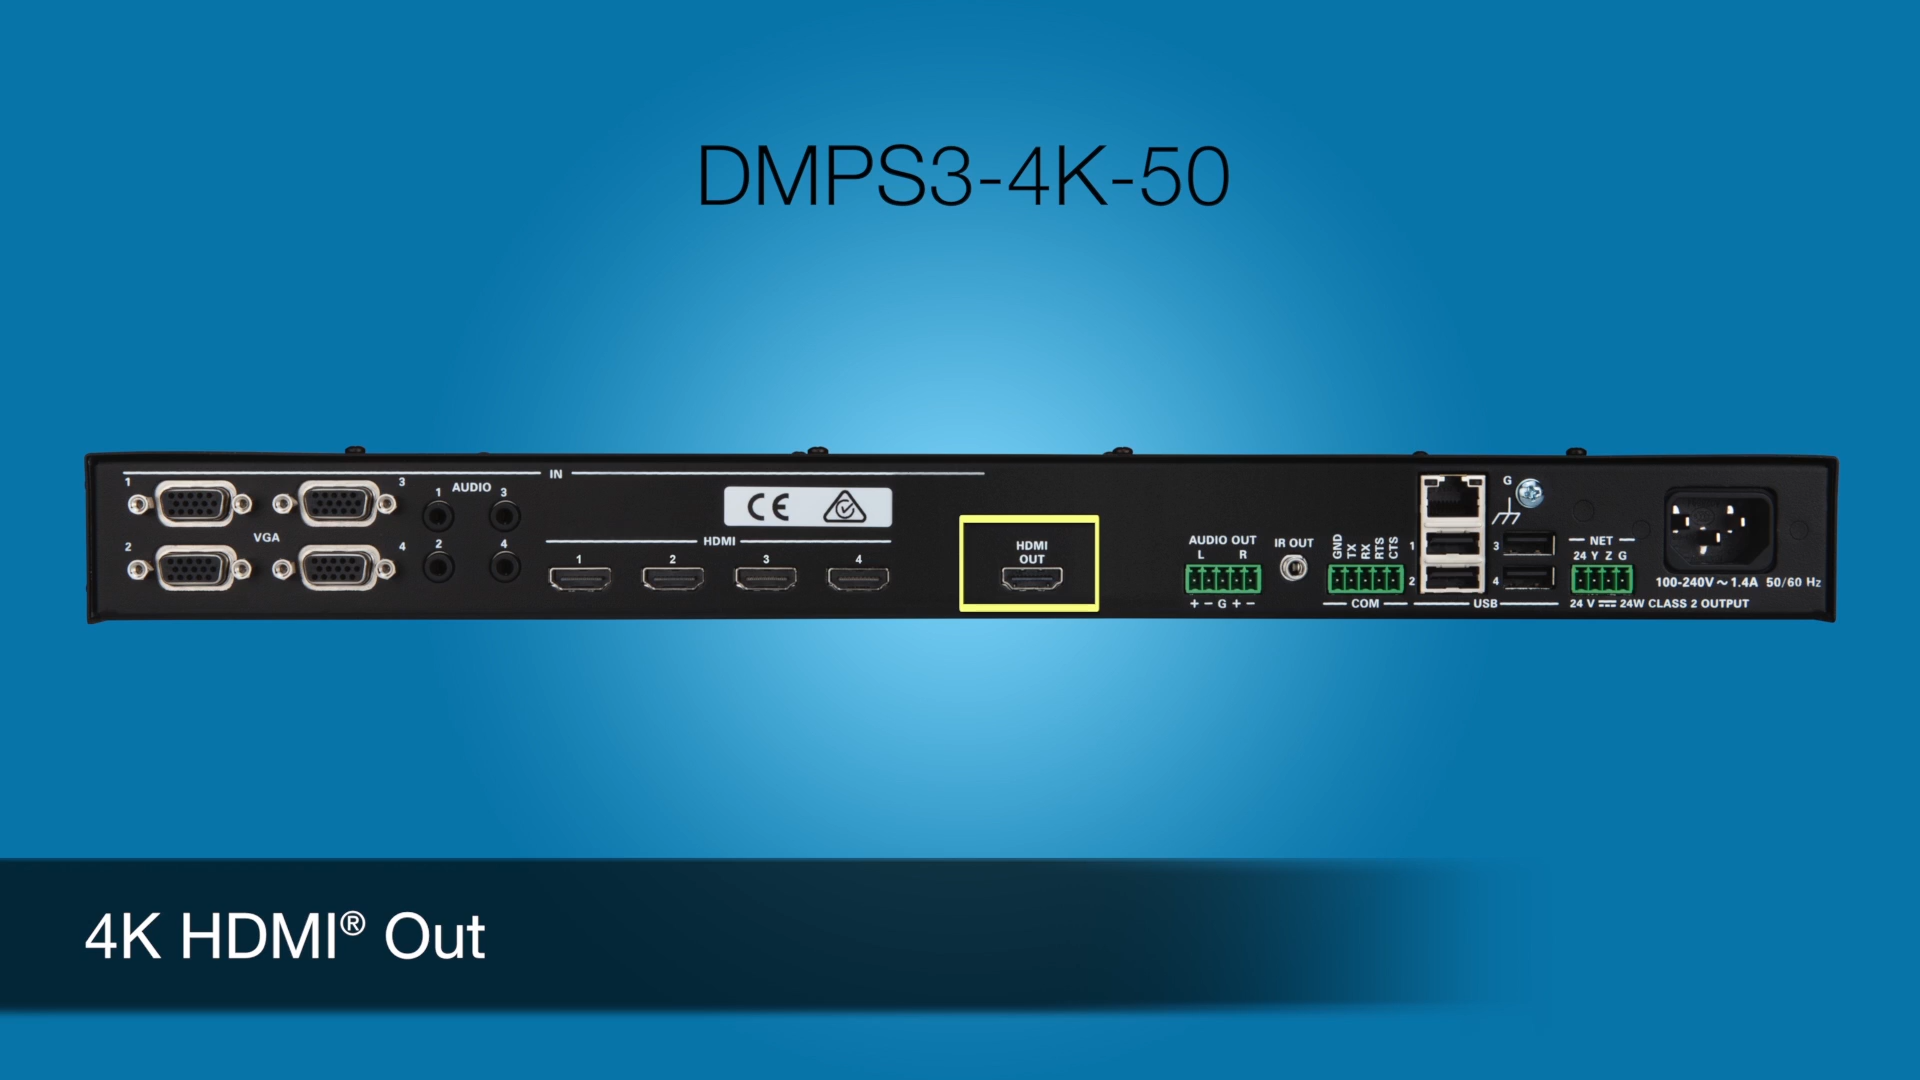 DMPS3-4K-50
IN
1
3
AUDIO
1
3
VGA
2
4
2
4
CE
HDMI
1
2
3
4
HDMI
OUT
AUDIO OUT
L R
+ − G + −
IR OUT
GND
TX
RX
RTS
CTS
COM
1
2
3
4
USB
G
NET
24 Y Z G
100-240V ~ 1.4A 50/60 Hz
24 V ⎓ 24W CLASS 2 OUTPUT
4K HDMI® Out